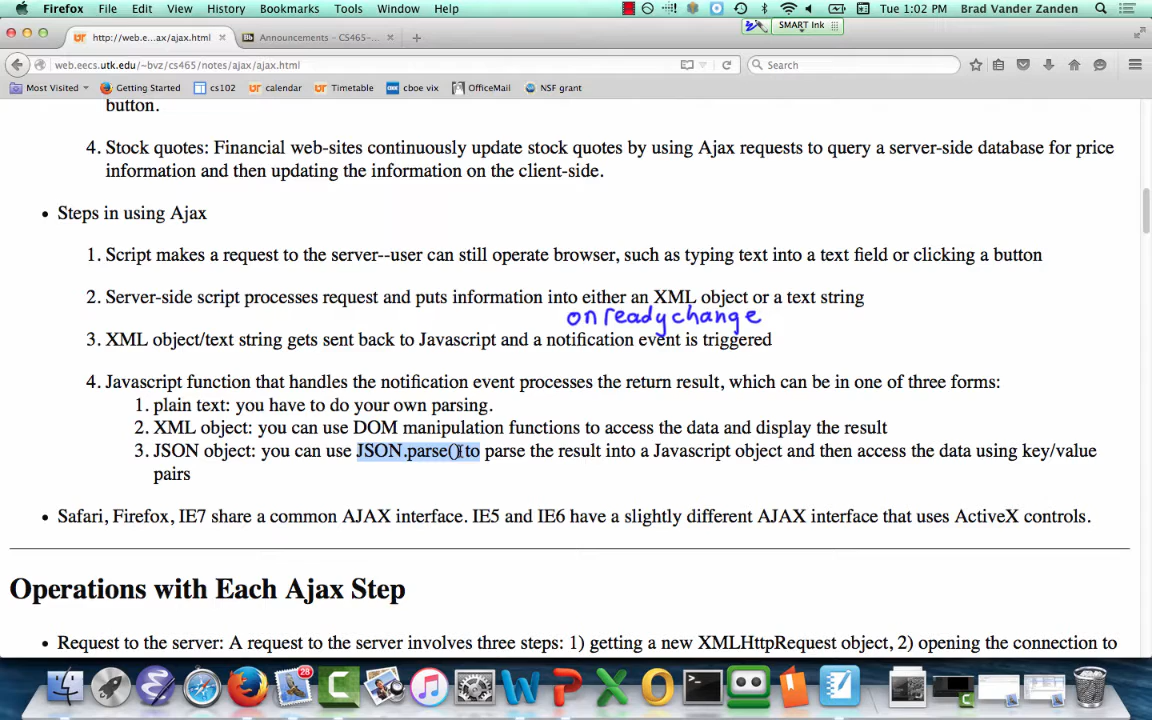 Firefox File Edit View History Bookmarks Tools Window Help Tue 1:02 PM Brad Vander Zanden
SMART Ink
http://web.e...ax/ajax.html × Announcements – CS465-... × +
web.eecs.utk.edu/~bvz/cs465/notes/ajax/ajax.html Search
Most Visited Getting Started cs102 calendar Timetable cboe vix OfficeMail NSF grant
button.
4. Stock quotes: Financial web-sites continuously update stock quotes by using Ajax requests to query a server-side database for price
information and then updating the information on the client-side.
• Steps in using Ajax
1. Script makes a request to the server--user can still operate browser, such as typing text into a text field or clicking a button
2. Server-side script processes request and puts information into either an XML object or a text string
onreadychange
3. XML object/text string gets sent back to Javascript and a notification event is triggered
4. Javascript function that handles the notification event processes the return result, which can be in one of three forms:
1. plain text: you have to do your own parsing.
2. XML object: you can use DOM manipulation functions to access the data and display the result
3. JSON object: you can use JSON.parse() to parse the result into a Javascript object and then access the data using key/value
pairs
• Safari, Firefox, IE7 share a common AJAX interface. IE5 and IE6 have a slightly different AJAX interface that uses ActiveX controls.
Operations with Each Ajax Step
• Request to the server: A request to the server involves three steps: 1) getting a new XMLHttpRequest object, 2) opening the connection to
28